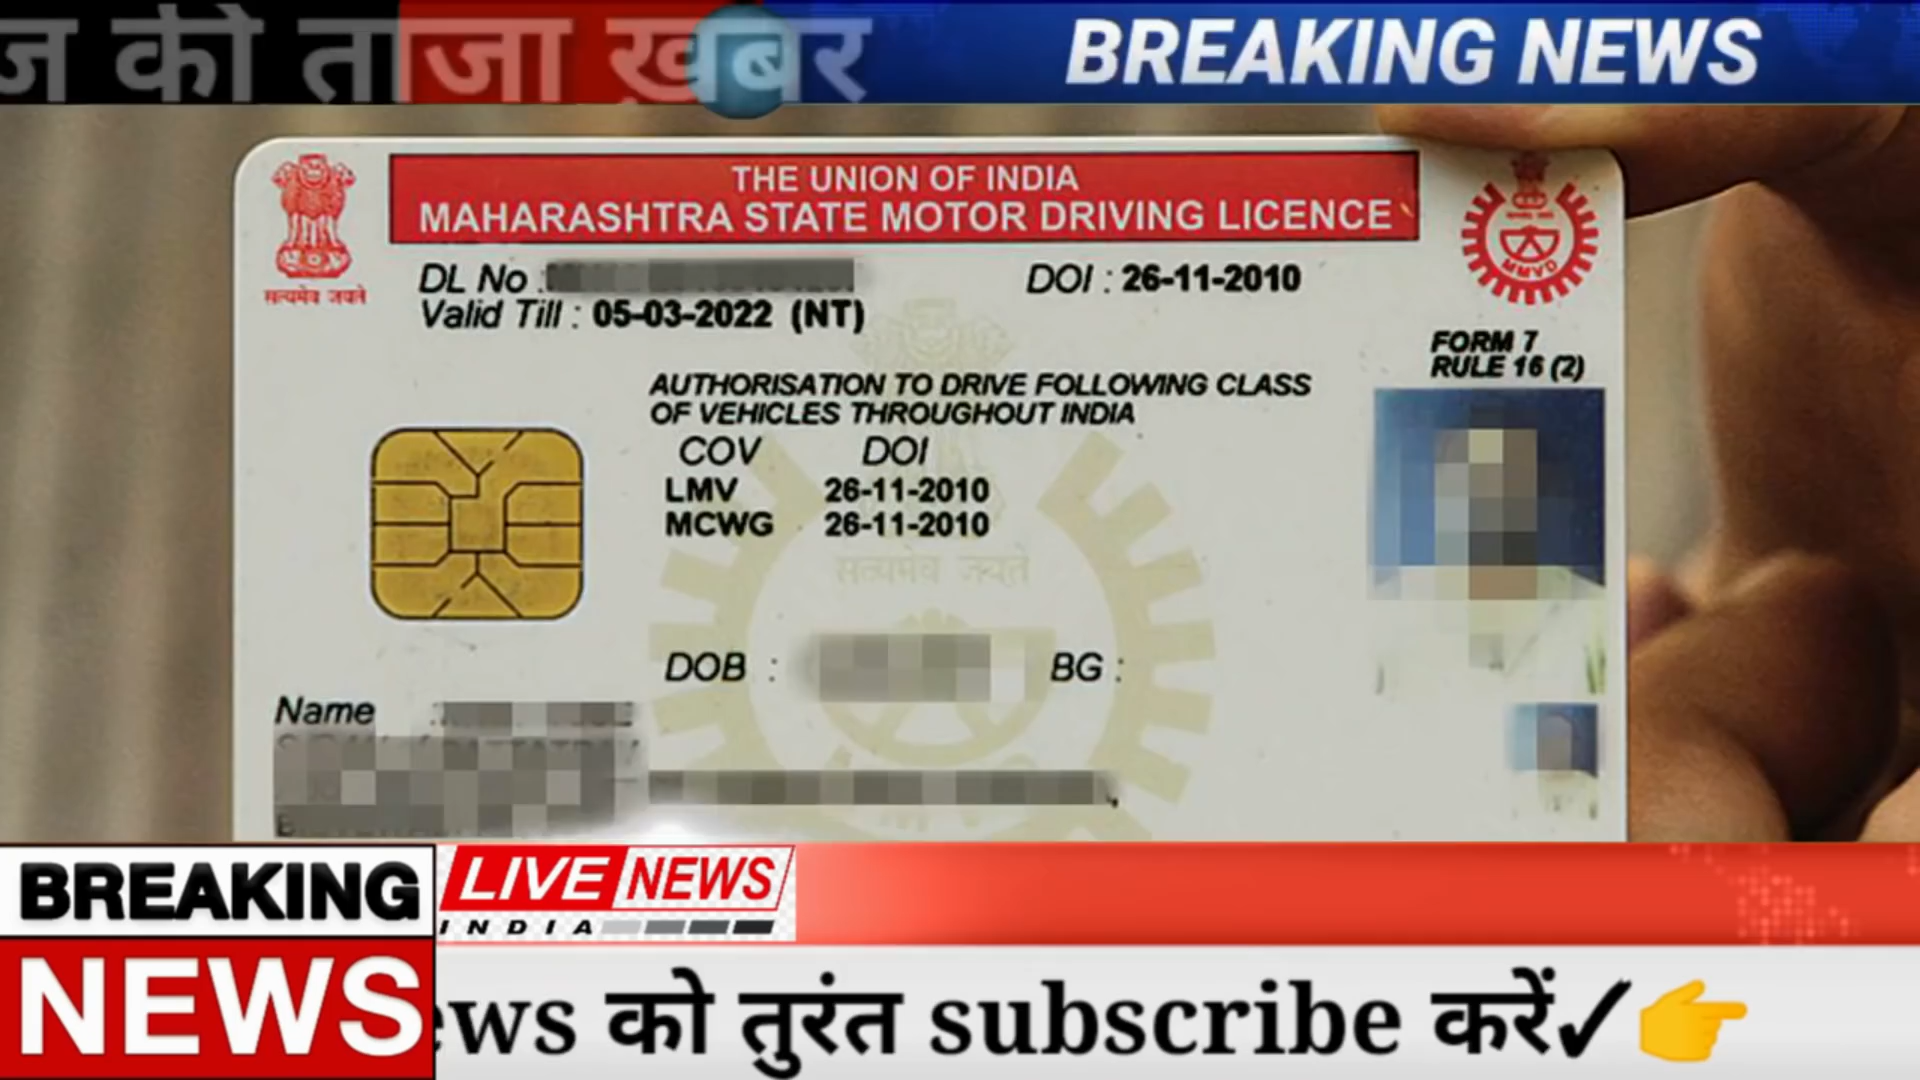 ज की ताजा ख़बर
BREAKING NEWS
THE UNION OF INDIA
MAHARASHTRA STATE MOTOR DRIVING LICENCE
सत्यमेव जयते
MMVD
DL No :
DOI : 26-11-2010
Valid Till : 05-03-2022 (NT)
FORM 7
RULE 16 (2)
AUTHORISATION TO DRIVE FOLLOWING CLASS
OF VEHICLES THROUGHOUT INDIA
COV DOI
LMV 26-11-2010
MCWG 26-11-2010
सत्यमेव जयते
DOB : BG :
Name :
BREAKING
NEWS
LIVE NEWS
INDIA
ews को तुरंत subscribe करें✓👉